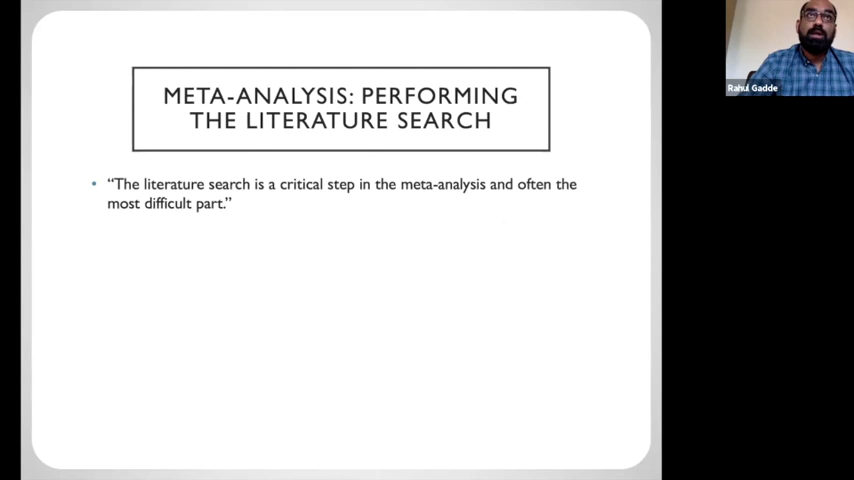 META-ANALYSIS: PERFORMING
THE LITERATURE SEARCH
• “The literature search is a critical step in the meta-analysis and often the
most difficult part.”
Rahul Gadde